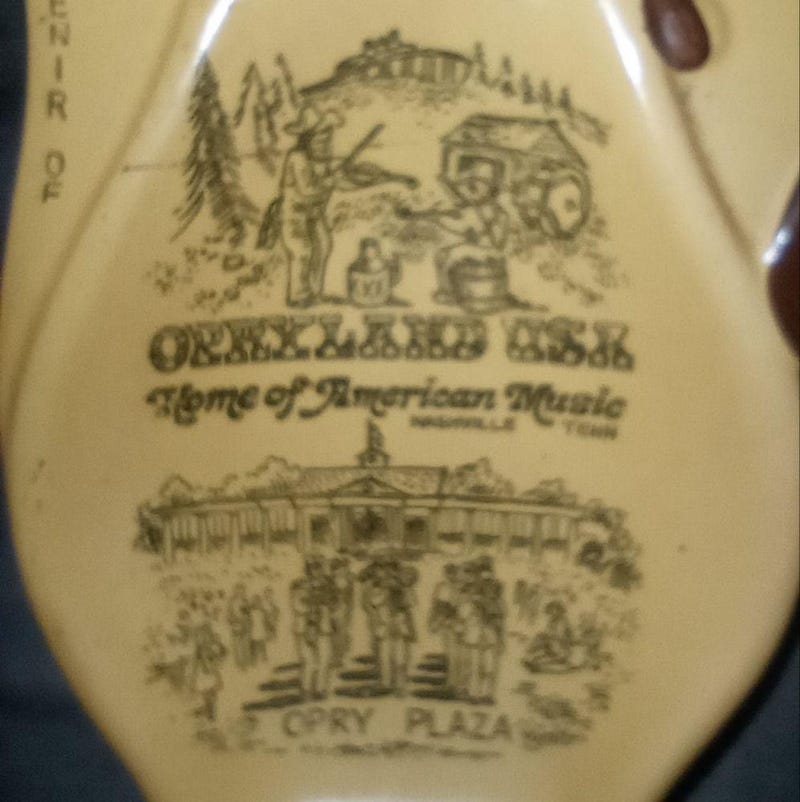 ENIR OF
OPRYLAND USA
Home of American Music
NASHVILLE TENN
OPRY PLAZA